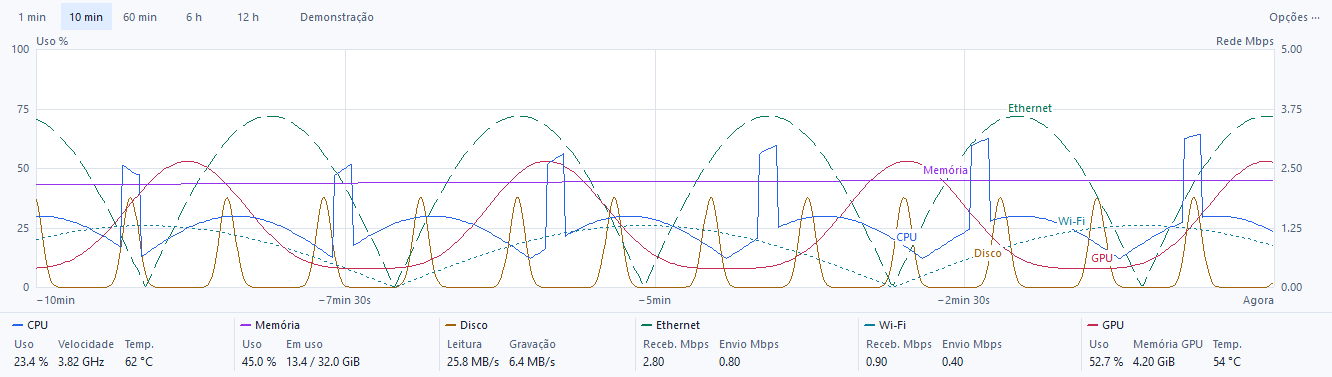 1 min 10 min 60 min 6 h 12 h Demonstração Opções ···
Uso % Rede Mbps
100 5.00
Ethernet
75 3.75
Memória
50 2.50
Wi-Fi
25 1.25
CPU
Disco
GPU
0 0.00
−10min −7min 30s −5min −2min 30s Agora
CPU Memória Disco Ethernet Wi-Fi GPU
Uso Velocidade Temp. Uso Em uso Leitura Gravação Receb. Mbps Envio Mbps Receb. Mbps Envio Mbps Uso Memória GPU Temp.
23.4 % 3.82 GHz 62 °C 45.0 % 13.4 / 32.0 GiB 25.8 MB/s 6.4 MB/s 2.80 0.80 0.90 0.40 52.7 % 4.20 GiB 54 °C